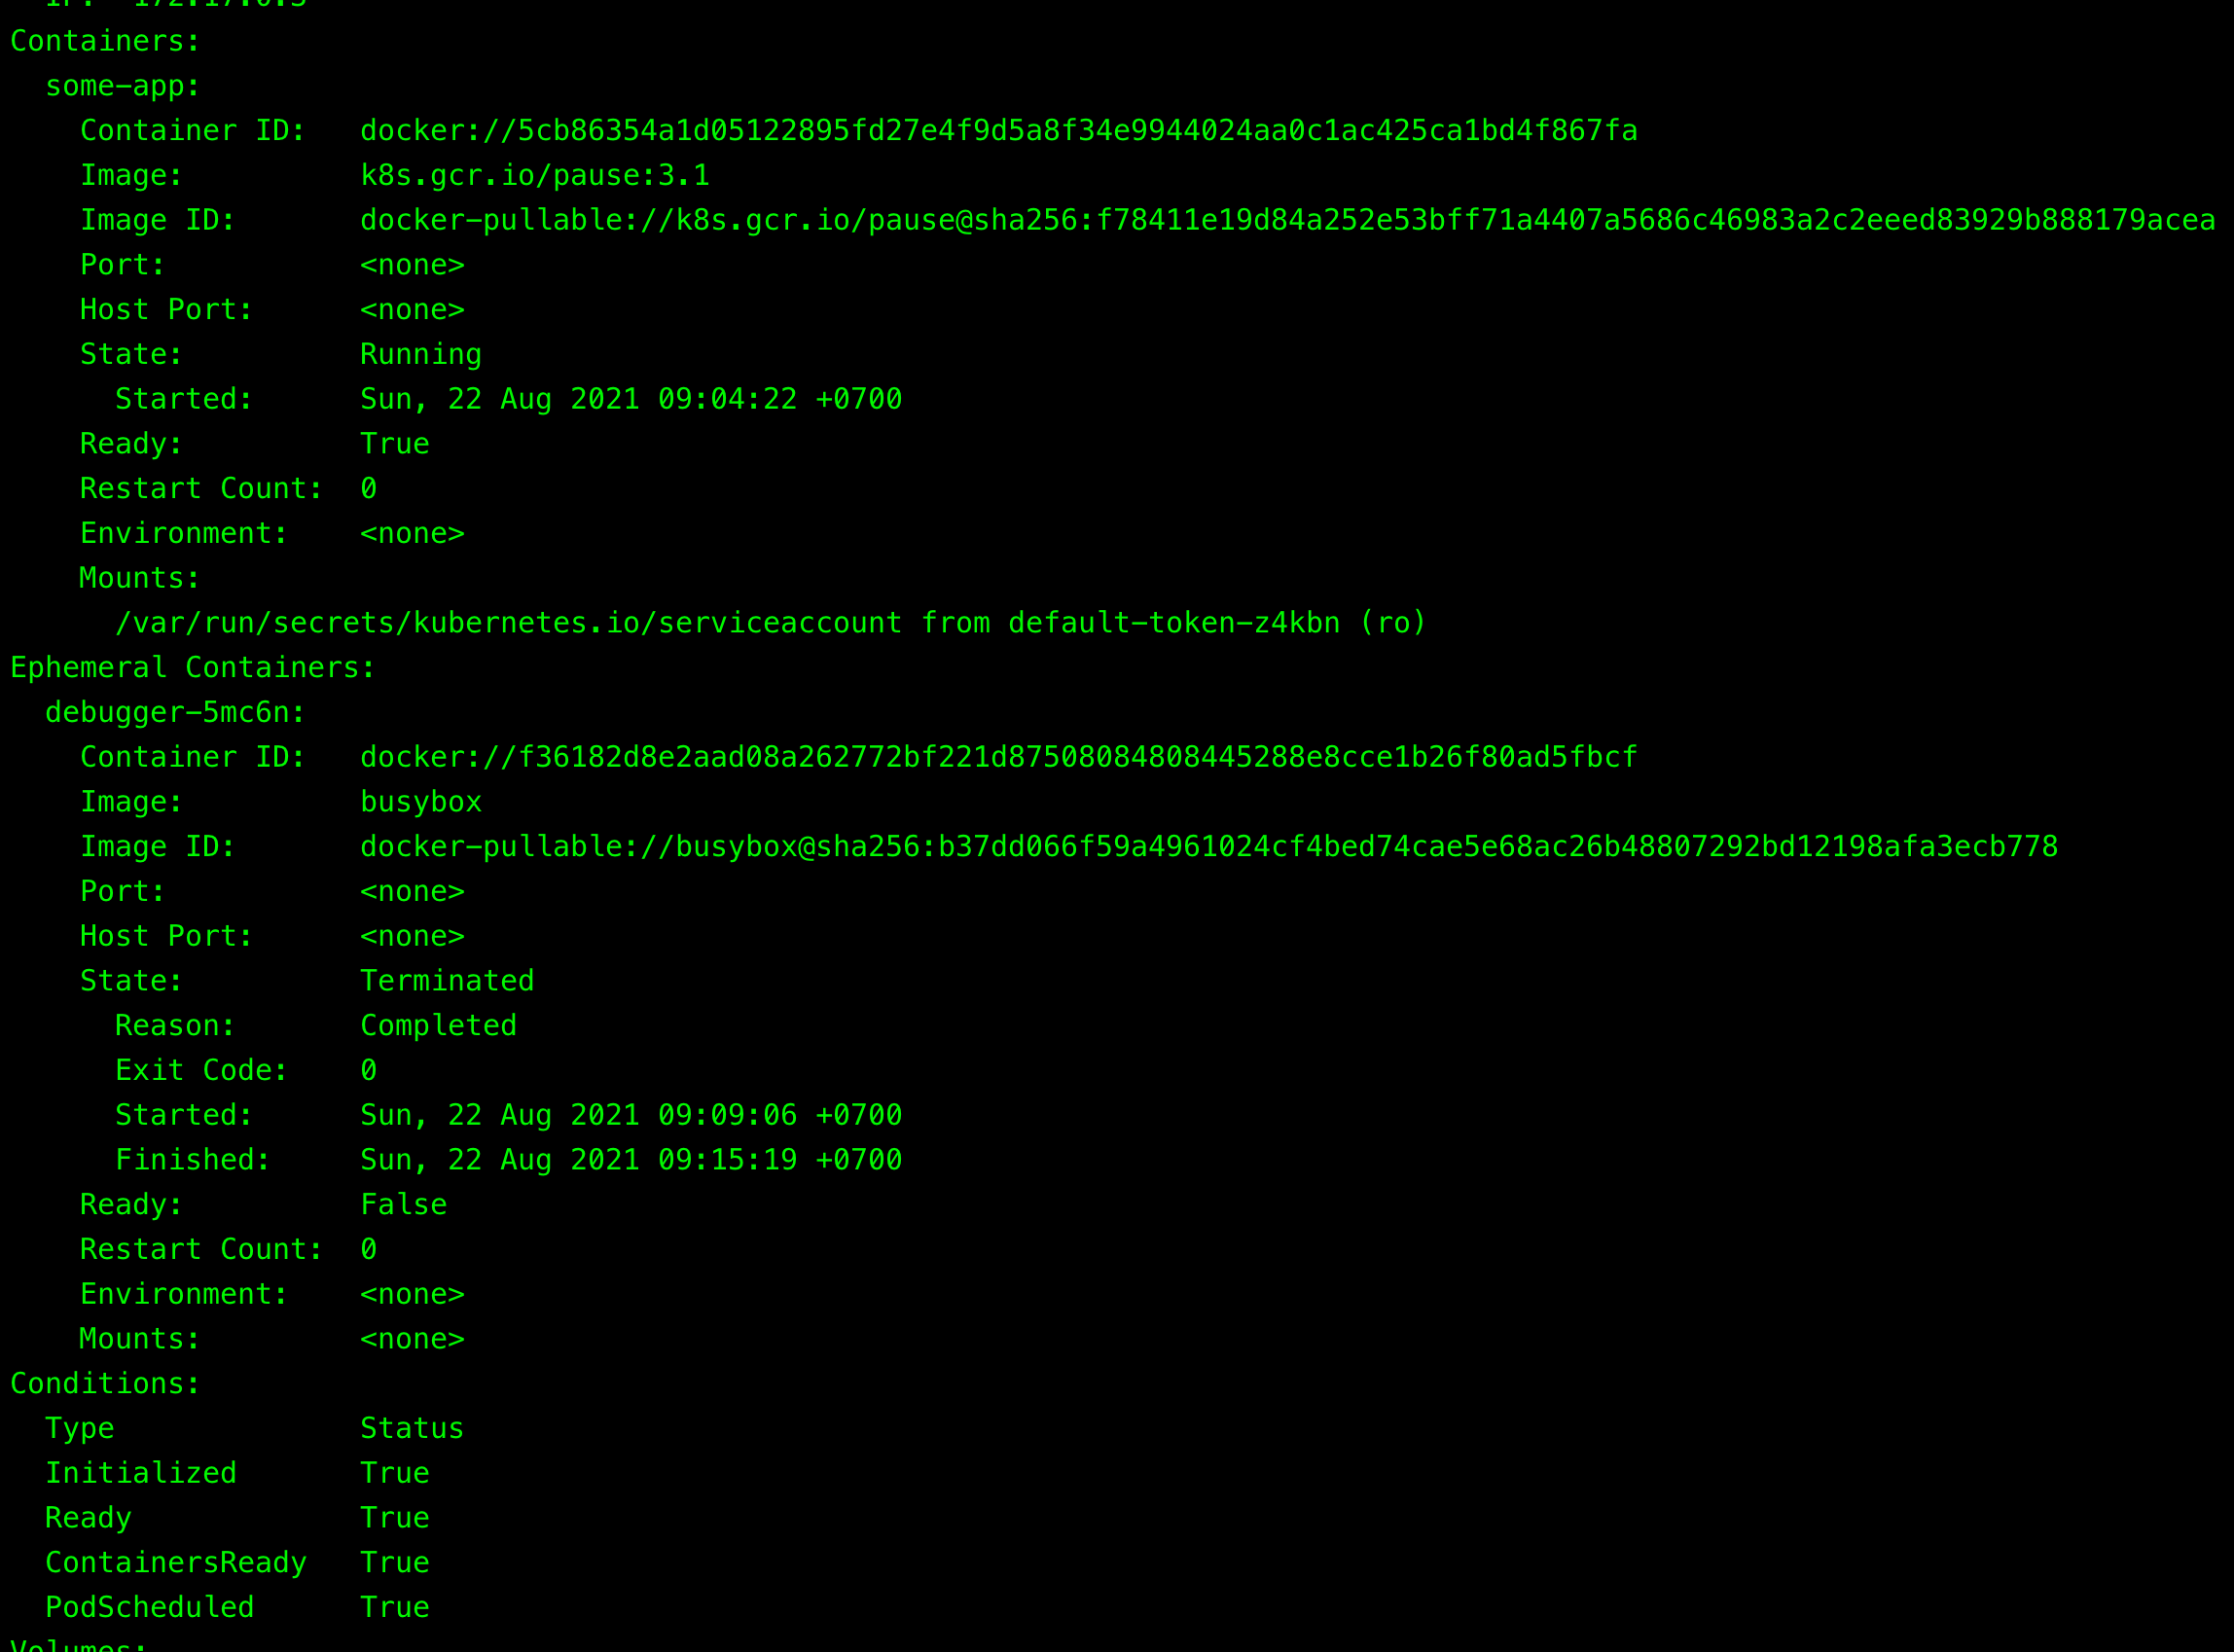 IP:  172.17.0.3
Containers:
  some-app:
    Container ID:   docker://5cb86354a1d05122895fd27e4f9d5a8f34e9944024aa0c1ac425ca1bd4f867fa
    Image:          k8s.gcr.io/pause:3.1
    Image ID:       docker-pullable://k8s.gcr.io/pause@sha256:f78411e19d84a252e53bff71a4407a5686c46983a2c2eeed83929b888179acea
    Port:           <none>
    Host Port:      <none>
    State:          Running
      Started:      Sun, 22 Aug 2021 09:04:22 +0700
    Ready:          True
    Restart Count:  0
    Environment:    <none>
    Mounts:
      /var/run/secrets/kubernetes.io/serviceaccount from default-token-z4kbn (ro)
Ephemeral Containers:
  debugger-5mc6n:
    Container ID:   docker://f36182d8e2aad08a262772bf221d87508084808445288e8cce1b26f80ad5fbcf
    Image:          busybox
    Image ID:       docker-pullable://busybox@sha256:b37dd066f59a4961024cf4bed74cae5e68ac26b48807292bd12198afa3ecb778
    Port:           <none>
    Host Port:      <none>
    State:          Terminated
      Reason:       Completed
      Exit Code:    0
      Started:      Sun, 22 Aug 2021 09:09:06 +0700
      Finished:     Sun, 22 Aug 2021 09:15:19 +0700
    Ready:          False
    Restart Count:  0
    Environment:    <none>
    Mounts:         <none>
Conditions:
  Type              Status
  Initialized       True
  Ready             True
  ContainersReady   True
  PodScheduled      True
Volumes: